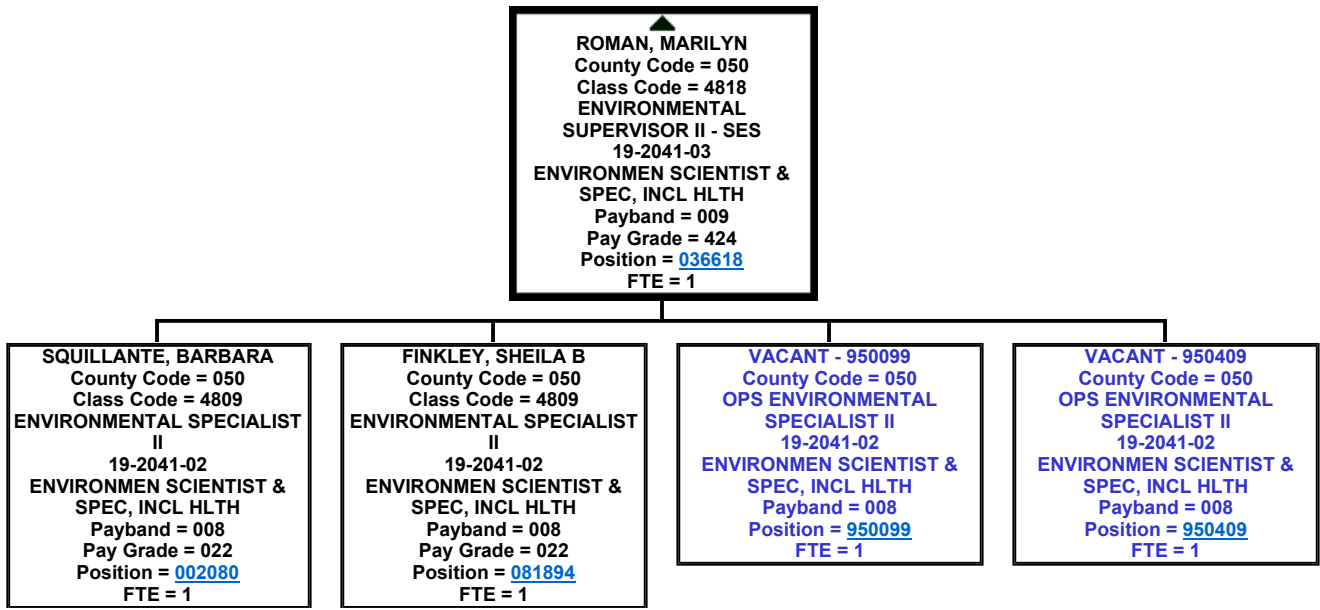 ROMAN, MARILYN
County Code = 050
Class Code = 4818
ENVIRONMENTAL
SUPERVISOR II - SES
19-2041-03
ENVIRONMEN SCIENTIST &
SPEC, INCL HLTH
Payband = 009
Pay Grade = 424
Position = 036618
FTE = 1
SQUILLANTE, BARBARA
County Code = 050
Class Code = 4809
ENVIRONMENTAL SPECIALIST
II
19-2041-02
ENVIRONMEN SCIENTIST &
SPEC, INCL HLTH
Payband = 008
Pay Grade = 022
Position = 002080
FTE = 1
FINKLEY, SHEILA B
County Code = 050
Class Code = 4809
ENVIRONMENTAL SPECIALIST
II
19-2041-02
ENVIRONMEN SCIENTIST &
SPEC, INCL HLTH
Payband = 008
Pay Grade = 022
Position = 081894
FTE = 1
VACANT - 950099
County Code = 050
OPS ENVIRONMENTAL
SPECIALIST II
19-2041-02
ENVIRONMEN SCIENTIST &
SPEC, INCL HLTH
Payband = 008
Position = 950099
FTE = 1
VACANT - 950409
County Code = 050
OPS ENVIRONMENTAL
SPECIALIST II
19-2041-02
ENVIRONMEN SCIENTIST &
SPEC, INCL HLTH
Payband = 008
Position = 950409
FTE = 1